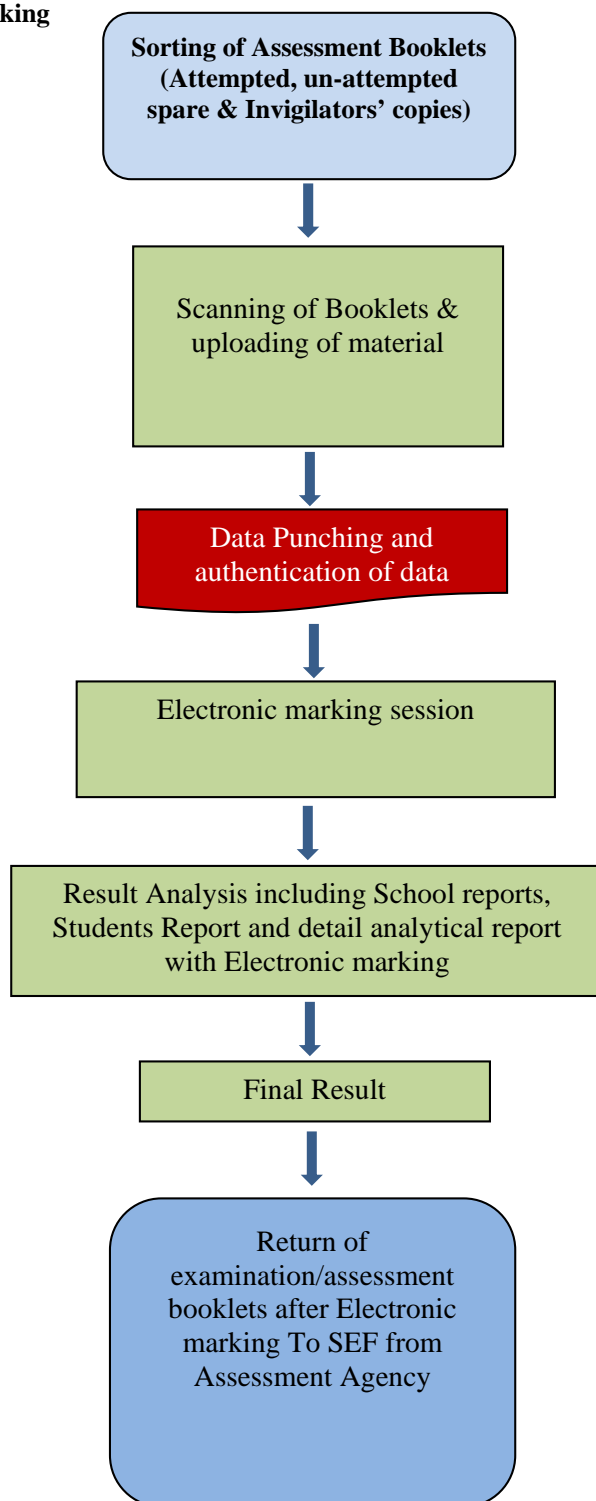 king
Sorting of Assessment Booklets
(Attempted, un-attempted
spare & Invigilators’ copies)
Scanning of Booklets &
uploading of material
Data Punching and
authentication of data
Electronic marking session
Result Analysis including School reports,
Students Report and detail analytical report
with Electronic marking
Final Result
Return of
examination/assessment
booklets after Electronic
marking To SEF from
Assessment Agency